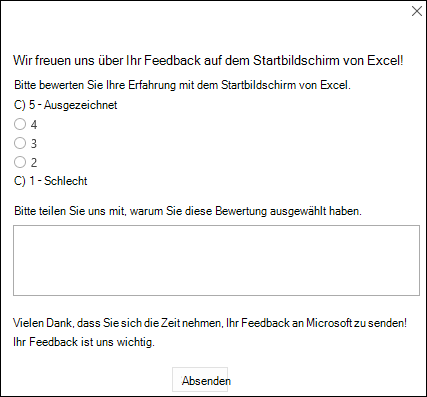 Wir freuen uns über Ihr Feedback auf dem Startbildschirm von Excel!
Bitte bewerten Sie Ihre Erfahrung mit dem Startbildschirm von Excel.
C) 5 - Ausgezeichnet
4
3
2
C) 1 - Schlecht
Bitte teilen Sie uns mit, warum Sie diese Bewertung ausgewählt haben.
Vielen Dank, dass Sie sich die Zeit nehmen, Ihr Feedback an Microsoft zu senden!
Ihr Feedback ist uns wichtig.
Absenden